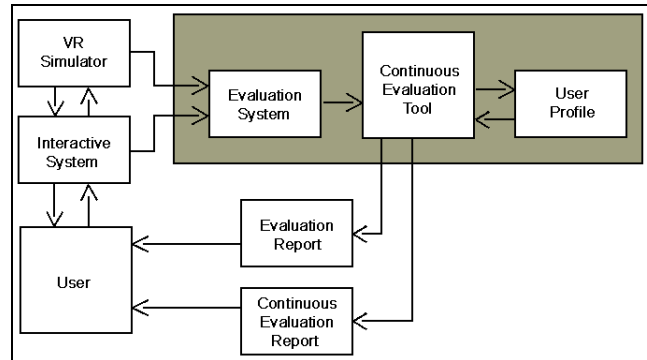 VR
Simulator
Interactive
System
User
Evaluation
System
Continuous
Evaluation
Tool
User
Profile
Evaluation
Report
Continuous
Evaluation
Report